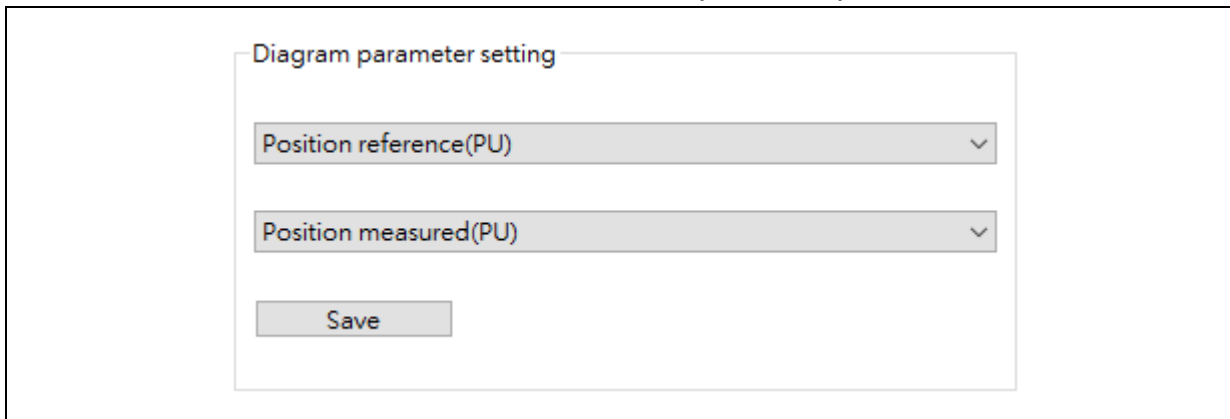 Diagram parameter setting
Position reference(PU)
Position measured(PU)
Save